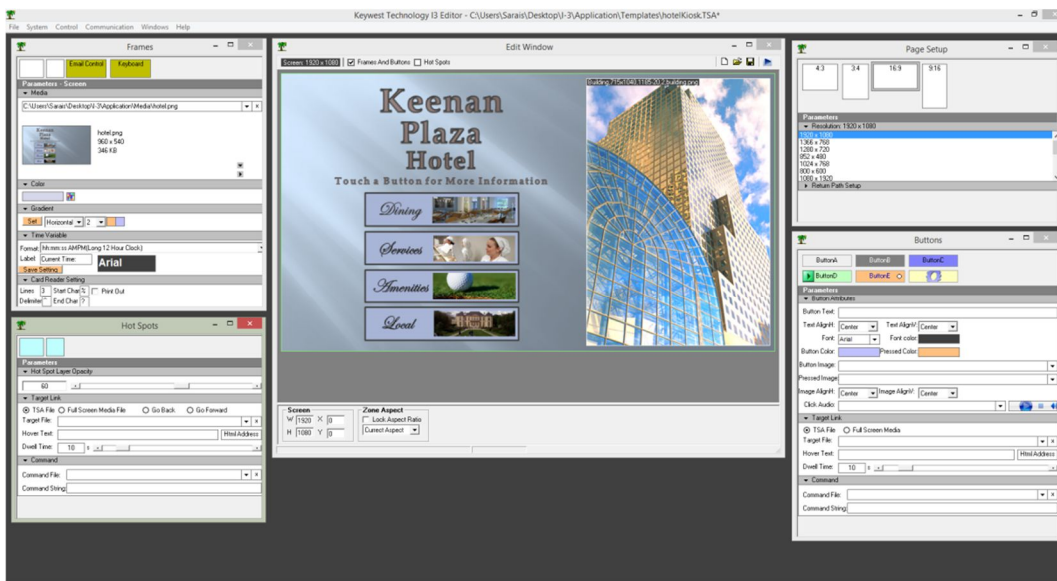 Keywest Technology I3 Editor - C:\Users\Sarais\Desktop\I-3\Application\Templates\hotelKiosk.TSA*
File System Control Communication Windows Help
Frames
Email Control Keyboard
Parameters - Screen
Media
C:\Users\Sarais\Desktop\I-3\Application\Media\hotel.png
hotel.png
960 x 540
346 KB
Color
Gradient
Set Horizontal 2
Time Variable
Format: hh:mm:ss AMPM(Long 12 Hour Clock)
Label: Current Time:
Arial
Save Setting
Card Reader Setting
Lines 3 Start Char % Print Out
Delimiter ^ End Char ?
Hot Spots
Parameters
Hot Spot Layer Opacity
60
Target Link
TSA File Full Screen Media File Go Back Go Forward
Target File:
Hover Text: Html Address
Dwell Time: 10 s
Command
Command File:
Command String:
Edit Window
Screen: 1920 x 1080 Frames And Buttons Hot Spots
Keenan
Plaza
Hotel
Touch a Button for More Information
Dining
Services
Amenities
Local
Screen
W 1920 X 0
H 1080 Y 0
Zone Aspect
Lock Aspect Ratio
Currect Aspect
Page Setup
4:3 3:4 16:9 9:16
Parameters
Resolution: 1920 x 1080
1920 x 1080
1366 x 768
1280 x 720
852 x 480
1024 x 768
800 x 600
1080 x 1920
Return Path Setup
Buttons
ButtonA ButtonB ButtonC
ButtonD ButtonE
Parameters
Button Attributes
Button Text:
Text AlignH: Center Text AlignV: Center
Font: Arial Font color:
Button Color: Pressed Color:
Button Image:
Pressed Image:
Image AlignH: Center Image AlignV: Center
Click Audio:
Target Link
TSA File Full Screen Media
Target File:
Hover Text: Html Address
Dwell Time: 10 s
Command
Command File:
Command String: